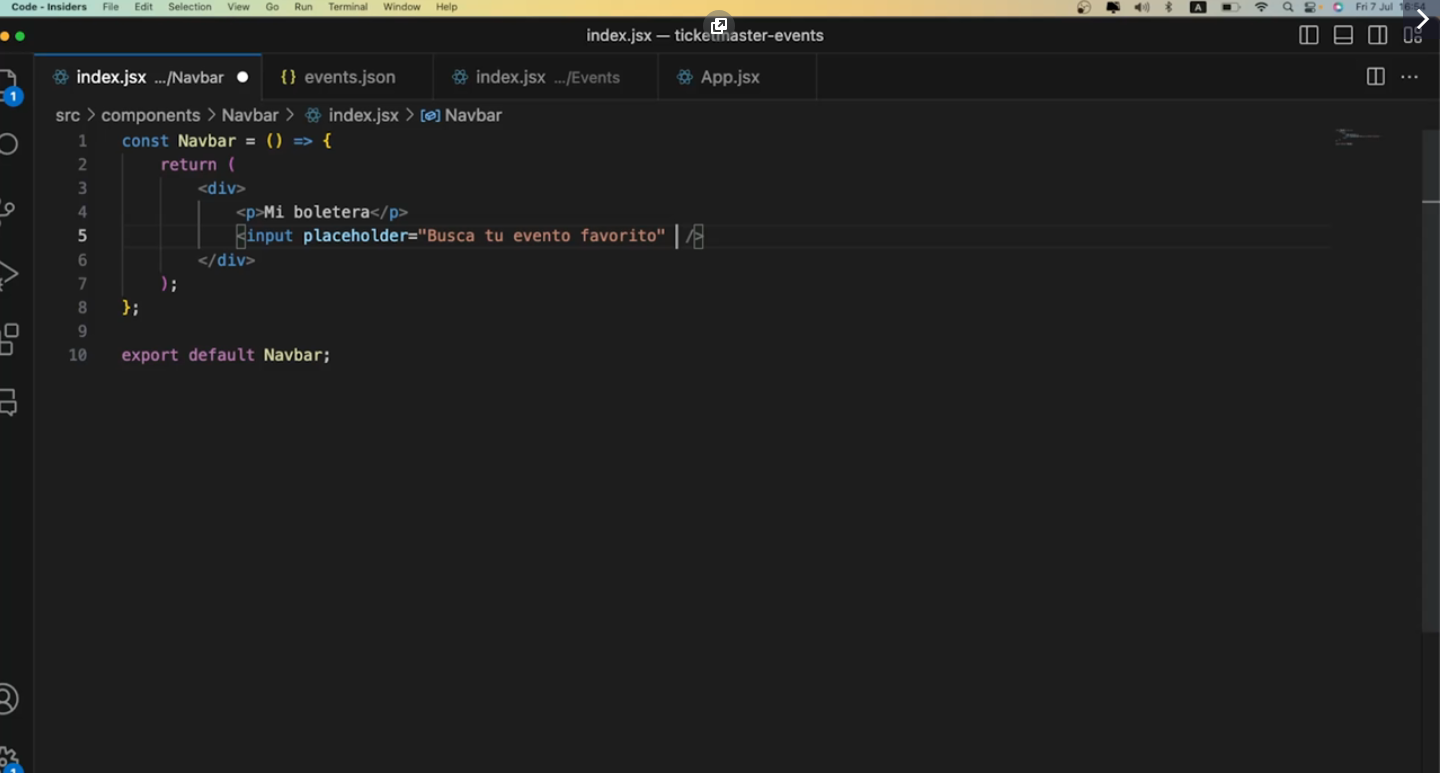 Code - Insiders File Edit Selection View Go Run Terminal Window Help A Fri 7 Jul
index.jsx — ticketmaster-events
index.jsx .../Navbar {} events.json index.jsx .../Events App.jsx
1
src > components > Navbar > index.jsx > Navbar
1 const Navbar = () => {
2 return (
3 <div>
4 <p>Mi boletera</p>
5 <input placeholder="Busca tu evento favorito" />
6 </div>
7 );
8 };
9
10 export default Navbar;
1